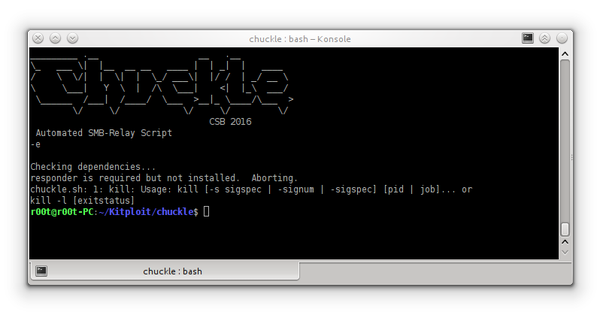 chuckle : bash – Konsole
Chuckle
CSB 2016
Automated SMB-Relay Script
-e
Checking dependencies...
responder is required but not installed.  Aborting.
chuckle.sh: 1: kill: Usage: kill [-s sigspec | -signum | -sigspec] [pid | job]... or
kill -l [exitstatus]
r00t@r00t-PC:~/Kitploit/chuckle$
chuckle : bash